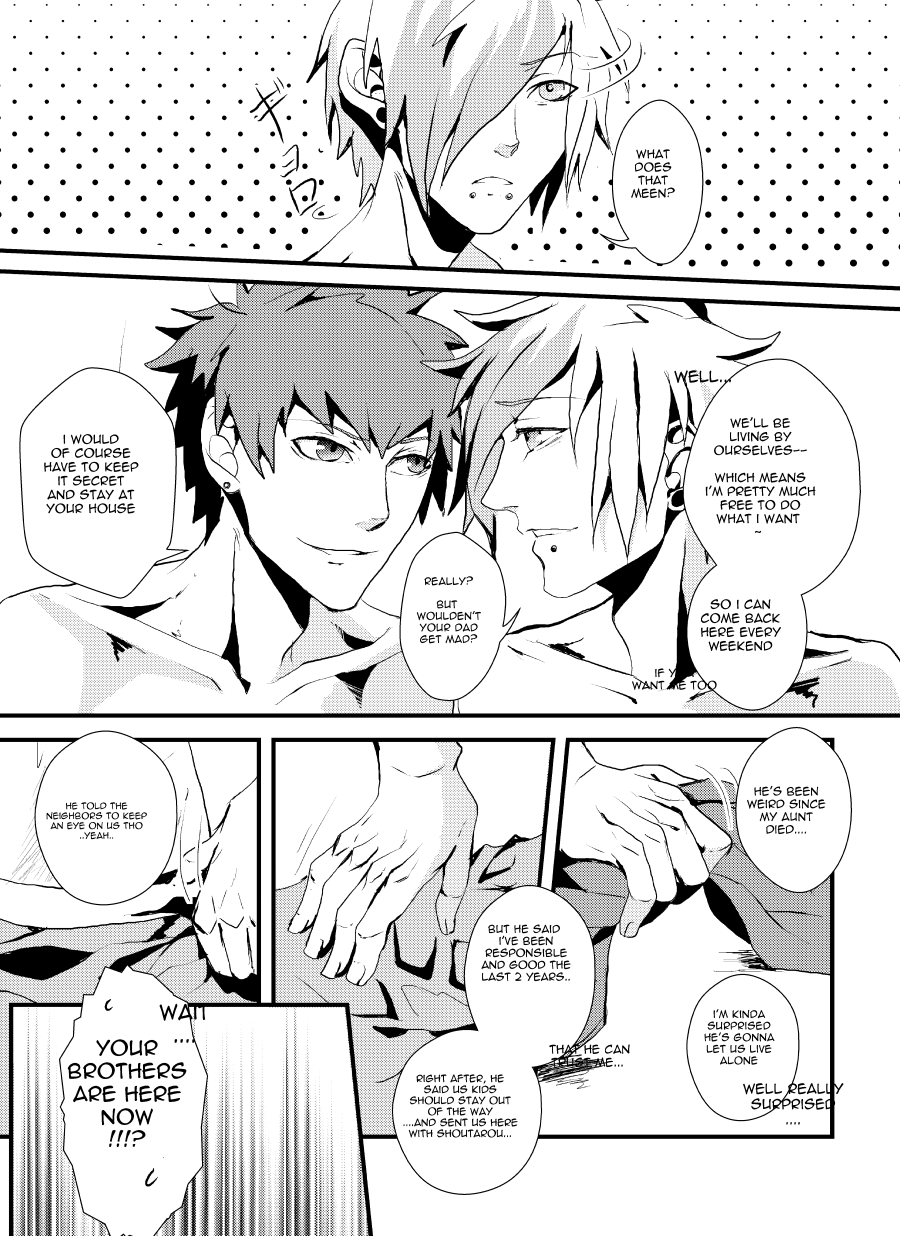 ギョロ。
WHAT
DOES
THAT
MEEN?
WELL...
WE'LL BE
LIVING BY
OURSELVES--
WHICH MEANS
I'M PRETTY MUCH
FREE TO DO
WHAT I WANT
~
SO I CAN
COME BACK
HERE EVERY
WEEKEND
IF
WANT ME TOO
REALLY?
BUT
WOULDEN'T
YOUR DAD
GET MAD?
I WOULD
OF COURSE
HAVE TO KEEP
IT SECRET
AND STAY AT
YOUR HOUSE
HE'S BEEN
WEIRD SINCE
MY AUNT
DIED....
I'M KINDA
SURPRISED
HE'S GONNA
LET US LIVE
ALONE
WELL REALLY
SURPRISED
....
BUT HE SAID
I'VE BEEN
RESPONSIBLE
AND GOOD THE
LAST 2 YEARS..
THAT HE CAN
TRUST ME...
RIGHT AFTER, HE
SAID US KIDS
SHOULD STAY OUT
OF THE WAY
....AND SENT US HERE
WITH SHOUTAROU...
HE TOLD THE
NEIGHBORS TO KEEP
AN EYE ON US THO
..YEAH..
WAIT
....
YOUR
BROTHERS
ARE HERE
NOW
!!!?